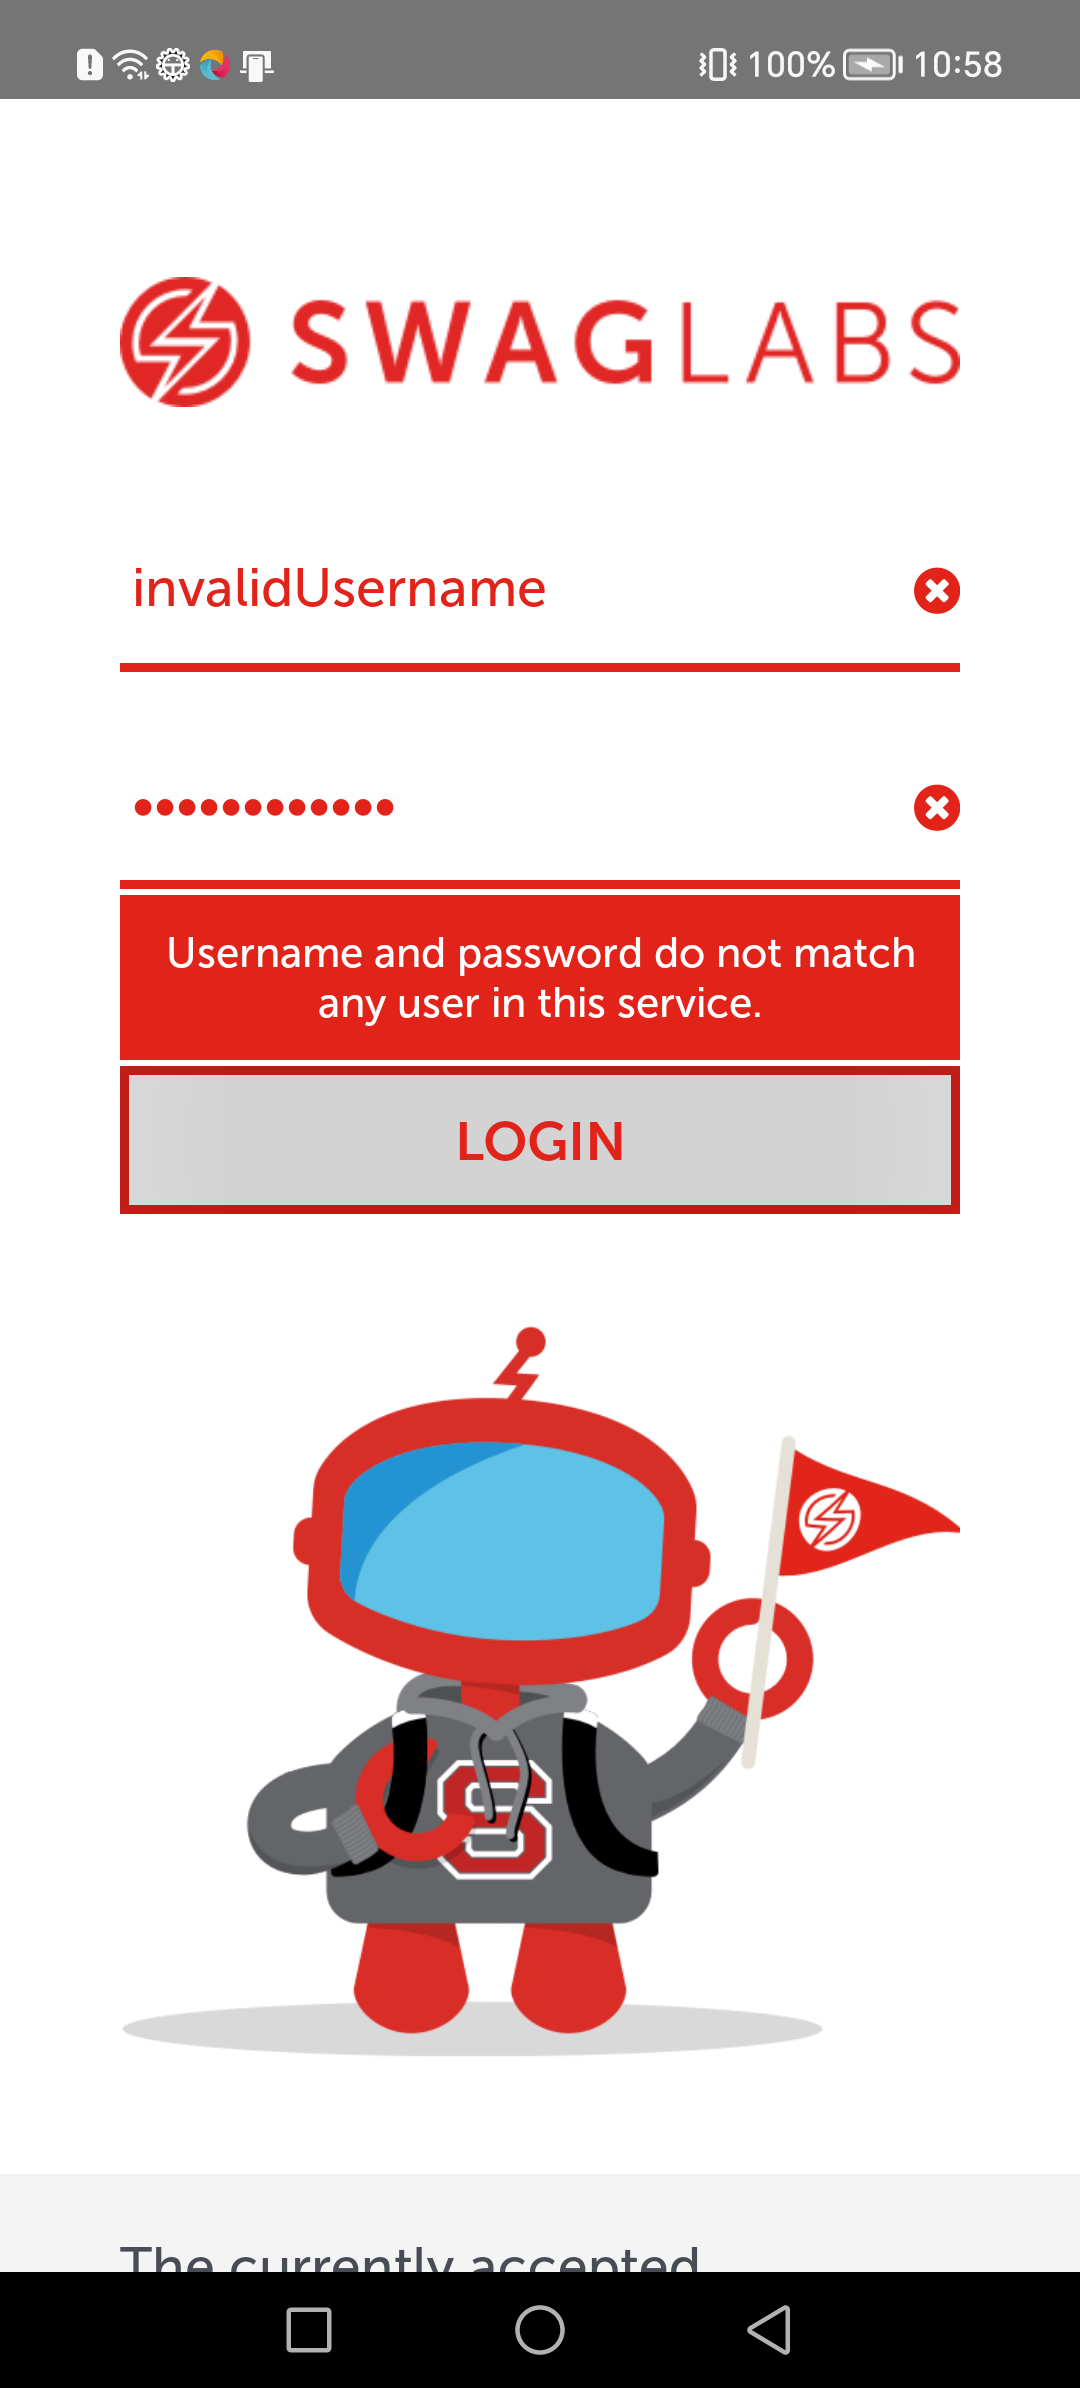 100% 10:58
SWAGLABS
invalidUsername
••••••••••••
Username and password do not match
any user in this service.
LOGIN
S
The currently accepted